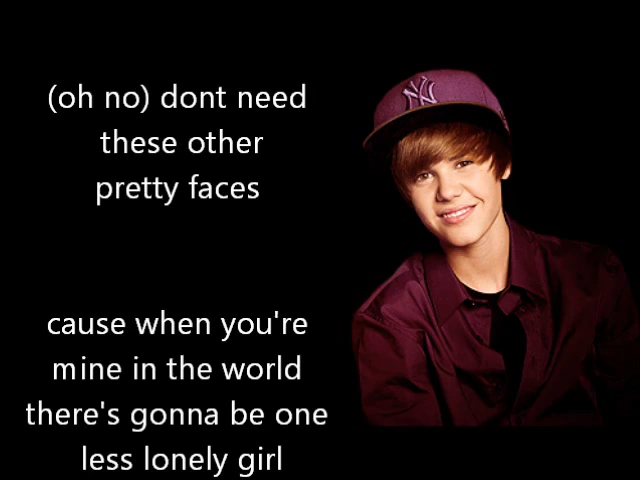 (oh no) dont need
these other
pretty faces
cause when you're
mine in the world
there's gonna be one
less lonely girl
NY